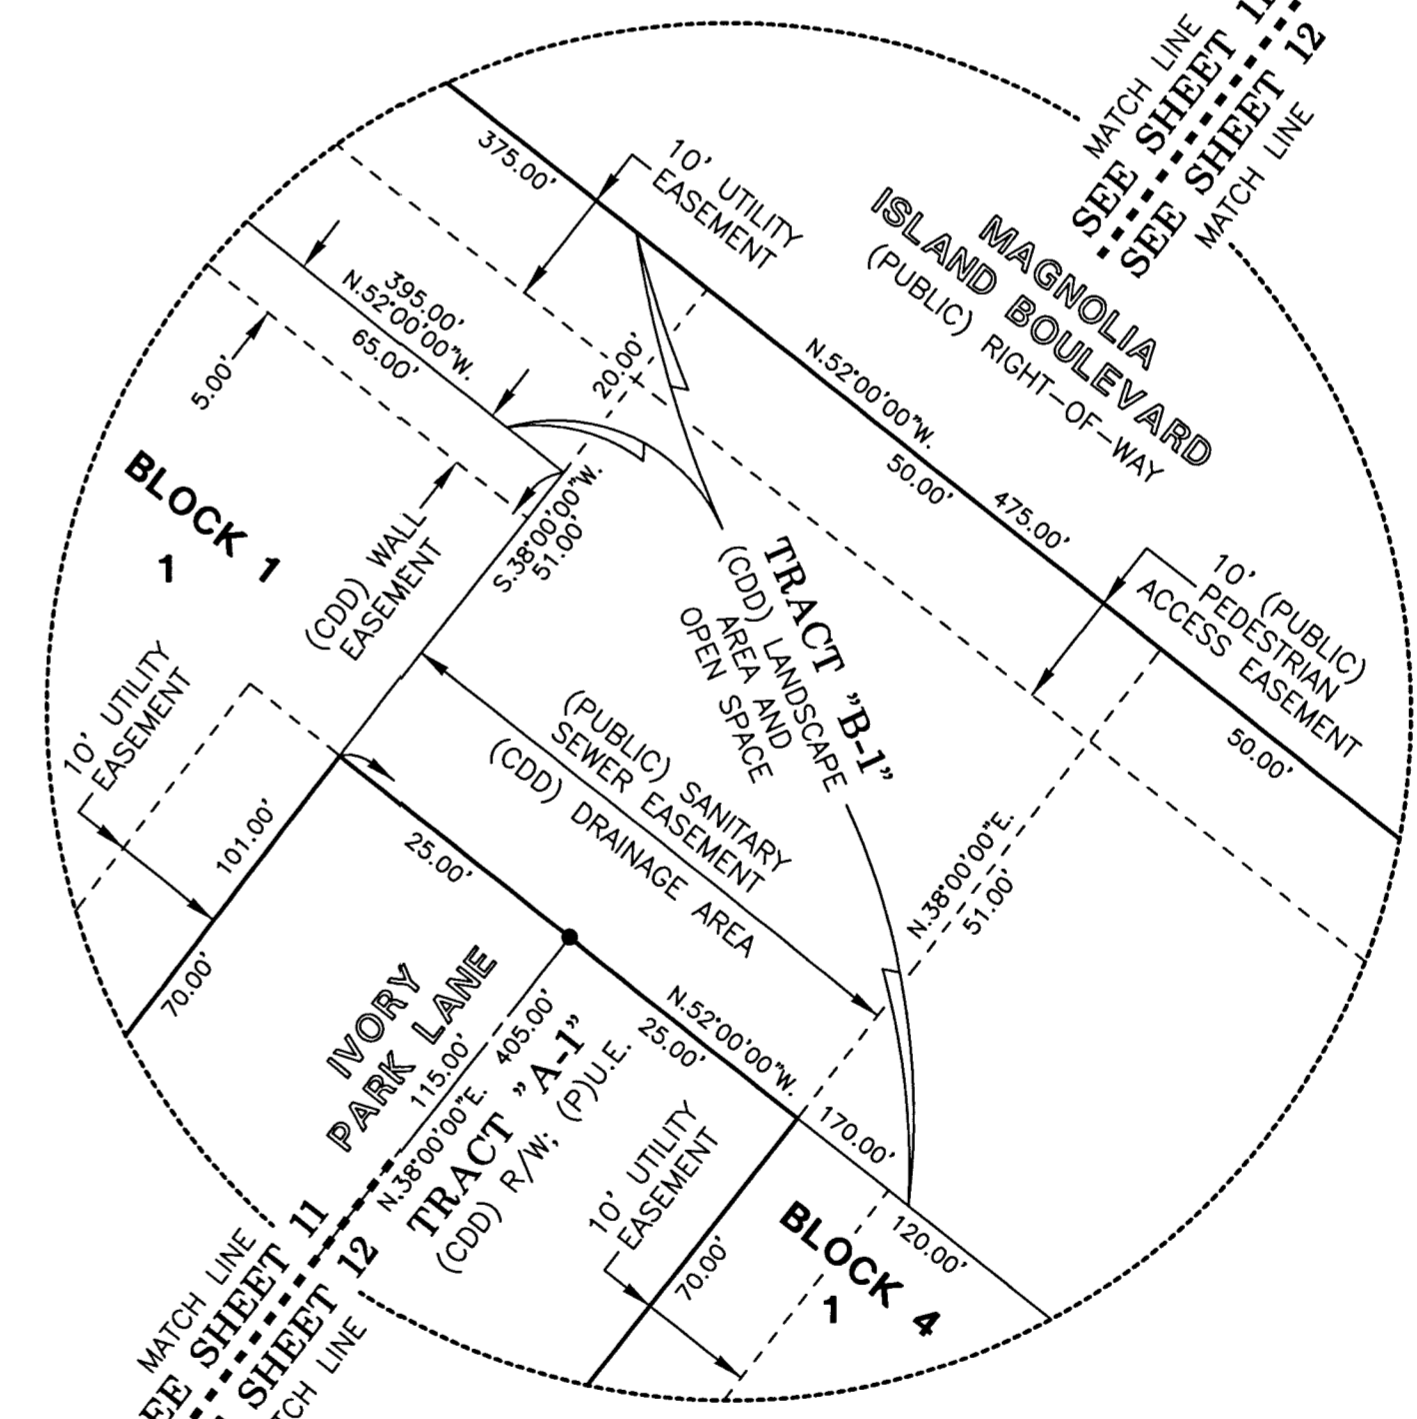 MATCH LINE
SEE SHEET 11
SEE SHEET 12
MATCH LINE
MAGNOLIA
ISLAND BOULEVARD
(PUBLIC) RIGHT-OF-WAY
375.00'
10' UTILITY
EASEMENT
395.00'
N.52°00'00"W.
65.00'
20.00'
5.00'
N.52°00'00"W.
50.00'
475.00'
BLOCK 1
1
(CDD) WALL
EASEMENT
S.38°00'00"W.
51.00'
TRACT "B-1"
(CDD) LANDSCAPE
AREA AND
OPEN SPACE
10' (PUBLIC)
PEDESTRIAN
ACCESS EASEMENT
50.00'
10' UTILITY
EASEMENT
(PUBLIC) SANITARY
SEWER EASEMENT
(CDD) DRAINAGE AREA
101.00'
25.00'
N.38°00'00"E.
51.00'
70.00'
IVORY
PARK LANE
115.00'
405.00'
N.38°00'00"E.
TRACT "A-1"
(CDD) R/W; (P)U.E.
N.52°00'00"W.
25.00'
170.00'
10' UTILITY
EASEMENT
70.00'
120.00'
BLOCK 4
1
MATCH LINE
EE SHEET 11
SHEET 12
TCH LINE